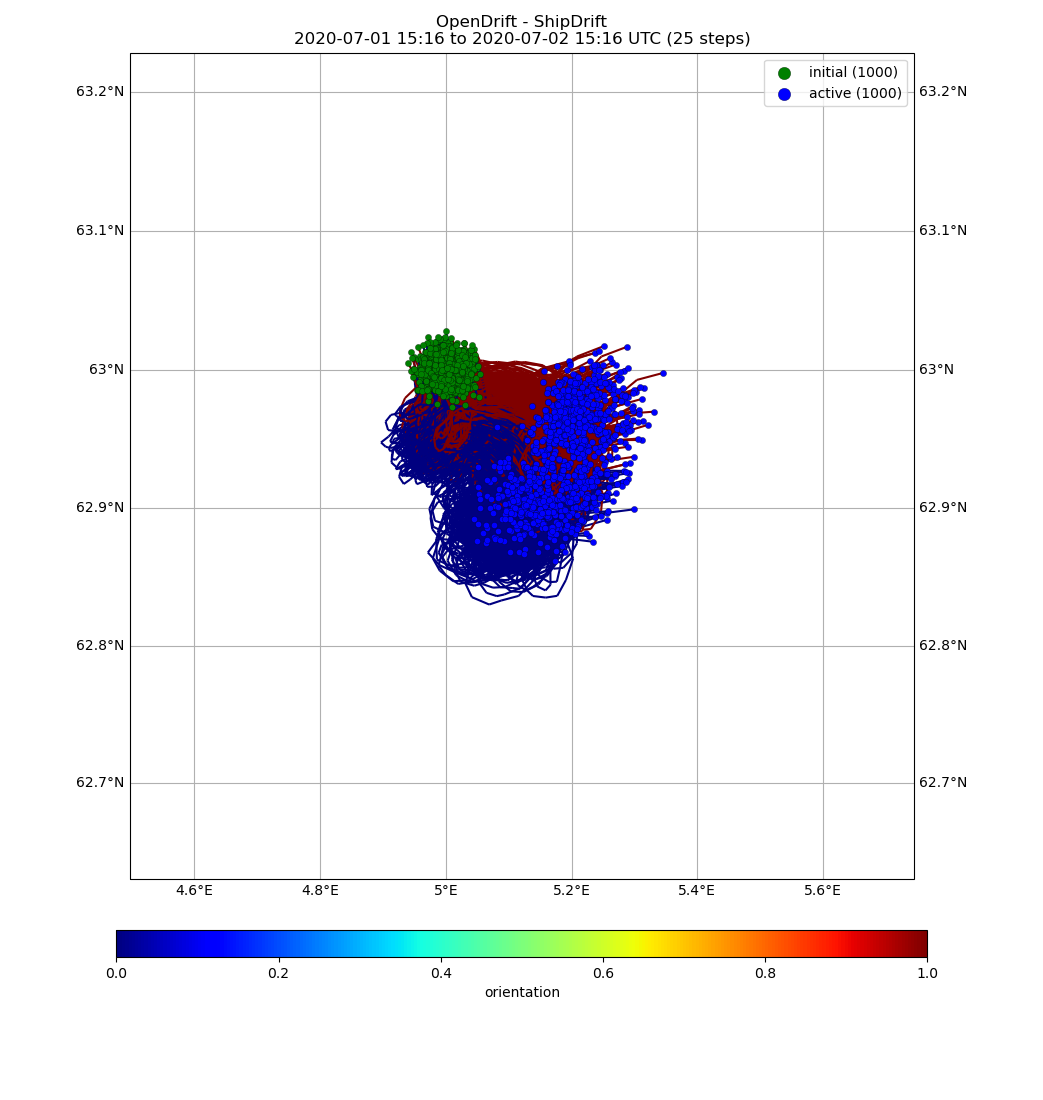 OpenDrift - ShipDrift
2020-07-01 15:16 to 2020-07-02 15:16 UTC (25 steps)
initial (1000)
active (1000)
63.2°N 63.2°N
63.1°N 63.1°N
63°N 63°N
62.9°N 62.9°N
62.8°N 62.8°N
62.7°N 62.7°N
4.6°E 4.8°E 5°E 5.2°E 5.4°E 5.6°E
0.0 0.2 0.4 0.6 0.8 1.0
orientation